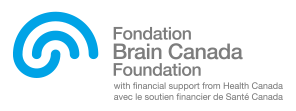 Fondation
Brain Canada
Foundation
with financial support from Health Canada
avec le soutien financier de Santé Canada